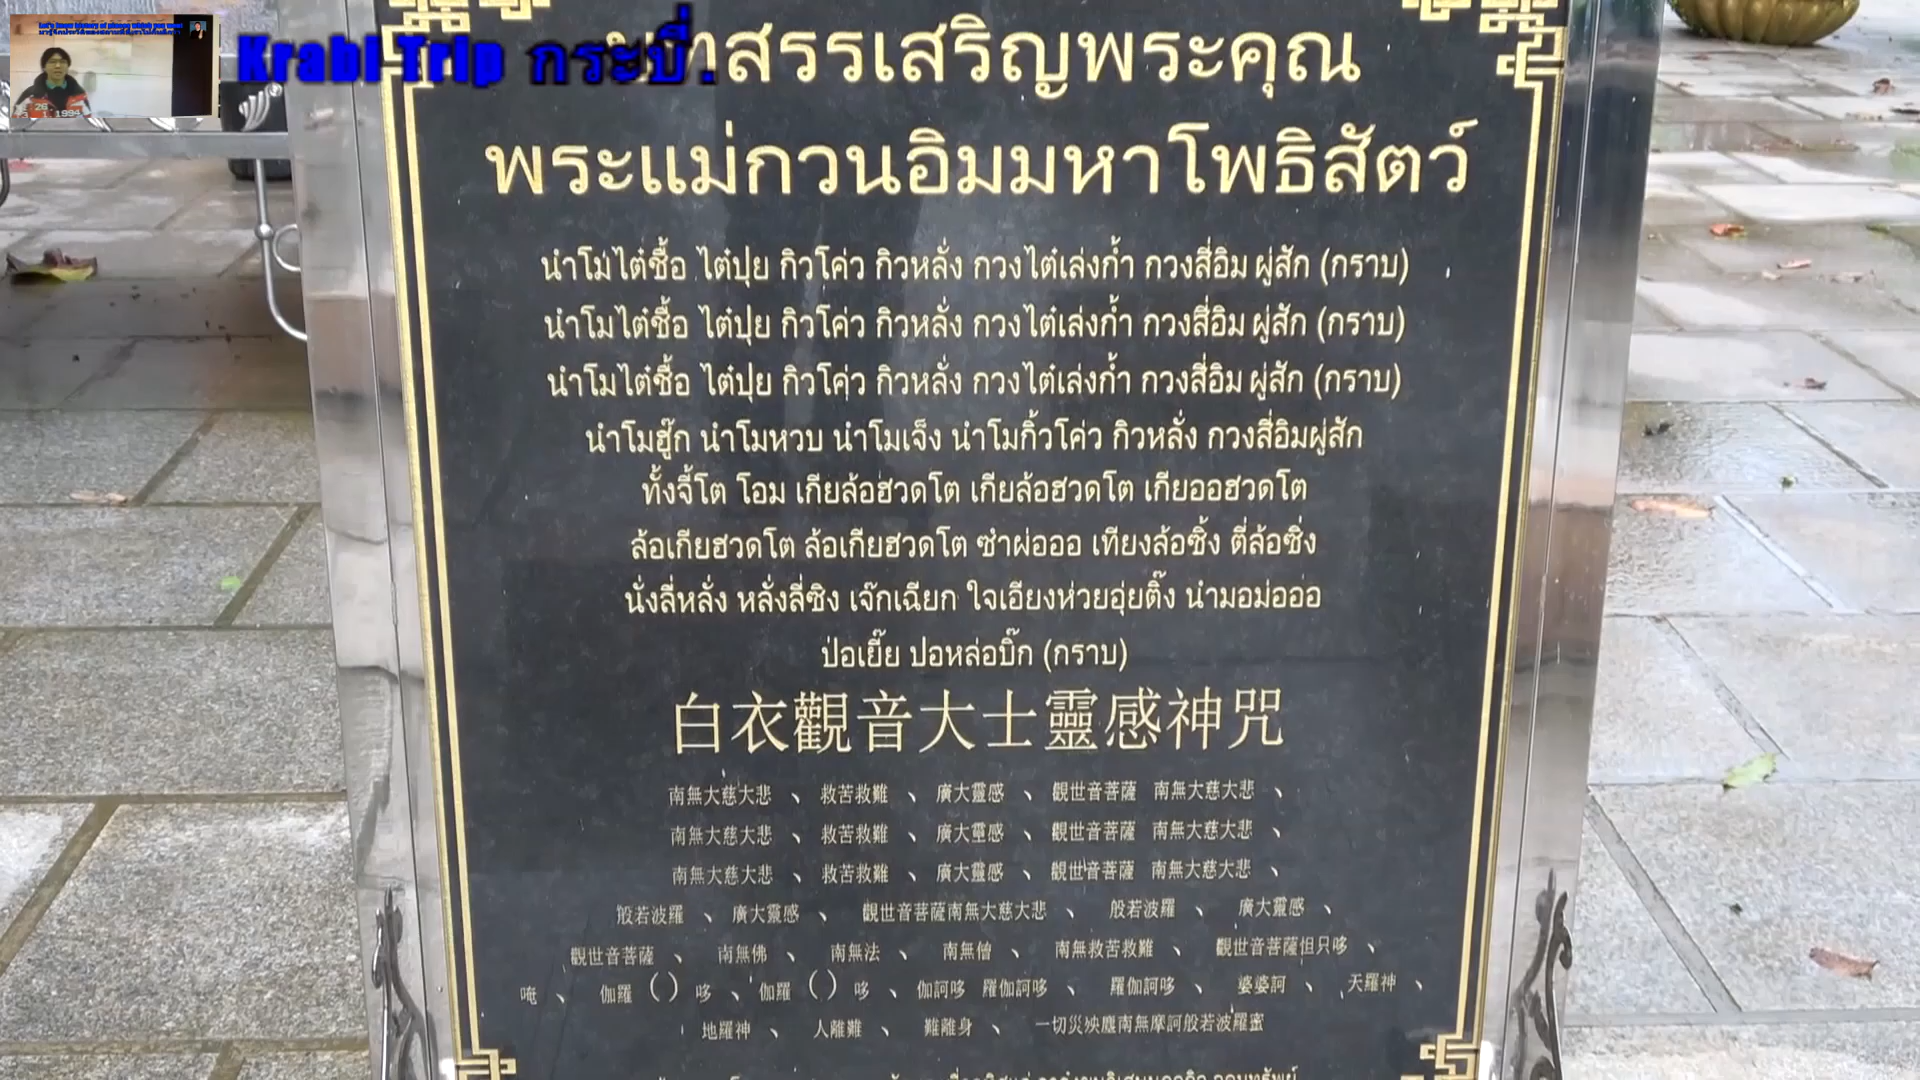 Krabi Trip กระบี่.
บทสรรเสริญพระคุณ
พระแม่กวนอิมมหาโพธิสัตว์
นำโมไต๋ชื้อ ไต๋ปุย กิวโค่ว กิวหลั่ง กวงไต๋เล่งก้ำ กวงสี่อิม ผู่สัก (กราบ)
นำโมไต๋ชื้อ ไต๋ปุย กิวโค่ว กิวหลั่ง กวงไต๋เล่งก้ำ กวงสี่อิม ผู่สัก (กราบ)
นำโมไต๋ชื้อ ไต๋ปุย กิวโค่ว กิวหลั่ง กวงไต๋เล่งก้ำ กวงสี่อิม ผู่สัก (กราบ)
นำโมฮู๊ก นำโมหวบ นำโมเจ็ง นำโมกิ้วโค่ว กิวหลั่ง กวงสี่อิมผู่สัก
ทั้งจี้โต โอม เกียล้อฮวดโต เกียล้อฮวดโต เกียออฮวดโต
ล้อเกียฮวดโต ล้อเกียฮวดโต ซำผ่อออ เทียงล้อซิ้ง ตี่ล้อซิ่ง
นั่งลี่หลั่ง หลั่งลี่ซิง เจ๊กเฉียก ใจเอียงห่วยอุ่ยติ๊ง นำมอม่อออ
ป่อเยี๊ย ปอหล่อบิ๊ก (กราบ)
白衣觀音大士靈感神咒
南無大慈大悲 、 救苦救難 、 廣大靈感 、 觀世音菩薩 南無大慈大悲 、
南無大慈大悲 、 救苦救難 、 廣大靈感 、 觀世音菩薩 南無大慈大悲 、
南無大慈大悲 、 救苦救難 、 廣大靈感 、 觀世音菩薩 南無大慈大悲 、
般若波羅 、 廣大靈感 、 觀世音菩薩南無大慈大悲 、 般若波羅 、 廣大靈感 、
觀世音菩薩 、 南無佛 、 南無法 、 南無僧 、 南無救苦救難 、 觀世音菩薩怛只哆 、
唵 、 伽羅 ( ) 哆 、 伽羅 ( ) 哆 、 伽訶哆 羅伽訶哆 、 羅伽訶哆 、 婆婆訶 、 天羅神 、
地羅神 、 人離難 、 難離身 、 一切災殃塵南無摩訶般若波羅蜜